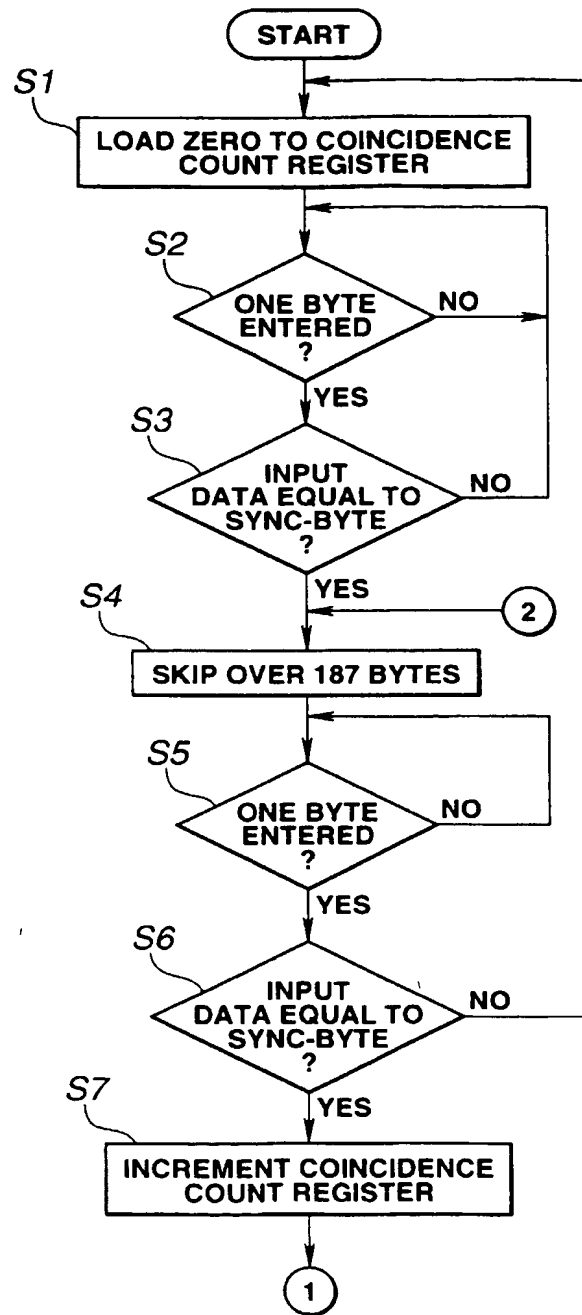 START
S1
LOAD ZERO TO COINCIDENCE
COUNT REGISTER
S2
ONE BYTE
ENTERED
?
NO
YES
S3
INPUT
DATA EQUAL TO
SYNC-BYTE
?
NO
YES
2
S4
SKIP OVER 187 BYTES
S5
ONE BYTE
ENTERED
?
NO
YES
S6
INPUT
DATA EQUAL TO
SYNC-BYTE
?
NO
YES
S7
INCREMENT COINCIDENCE
COUNT REGISTER
1